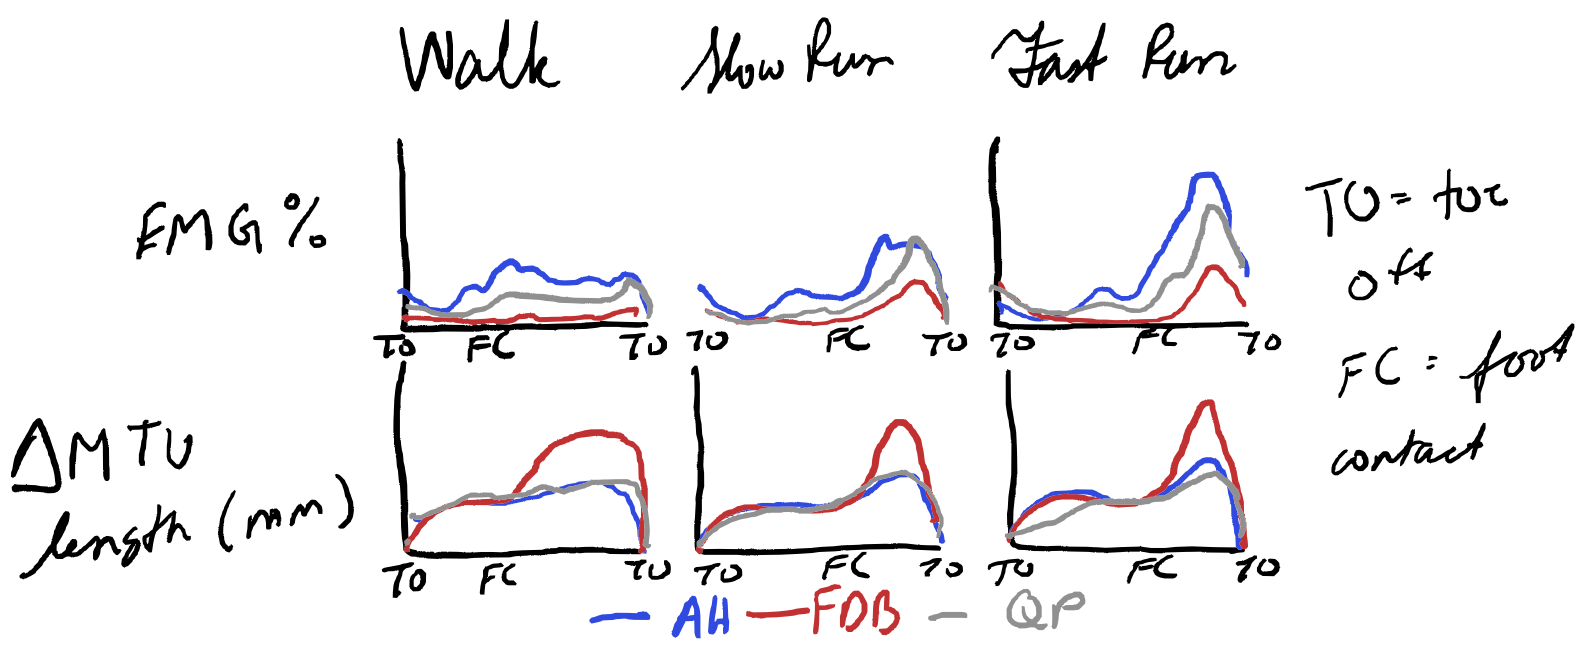 Walk Slow Run Fast Run
EMG %
TO FC TO
TO FC TO
TO FC TO
TO = toe
off
FC = foot
contact
ΔMTU
length (mm)
TO FC TO
TO FC TO
TO FC TO
AH FDB QP